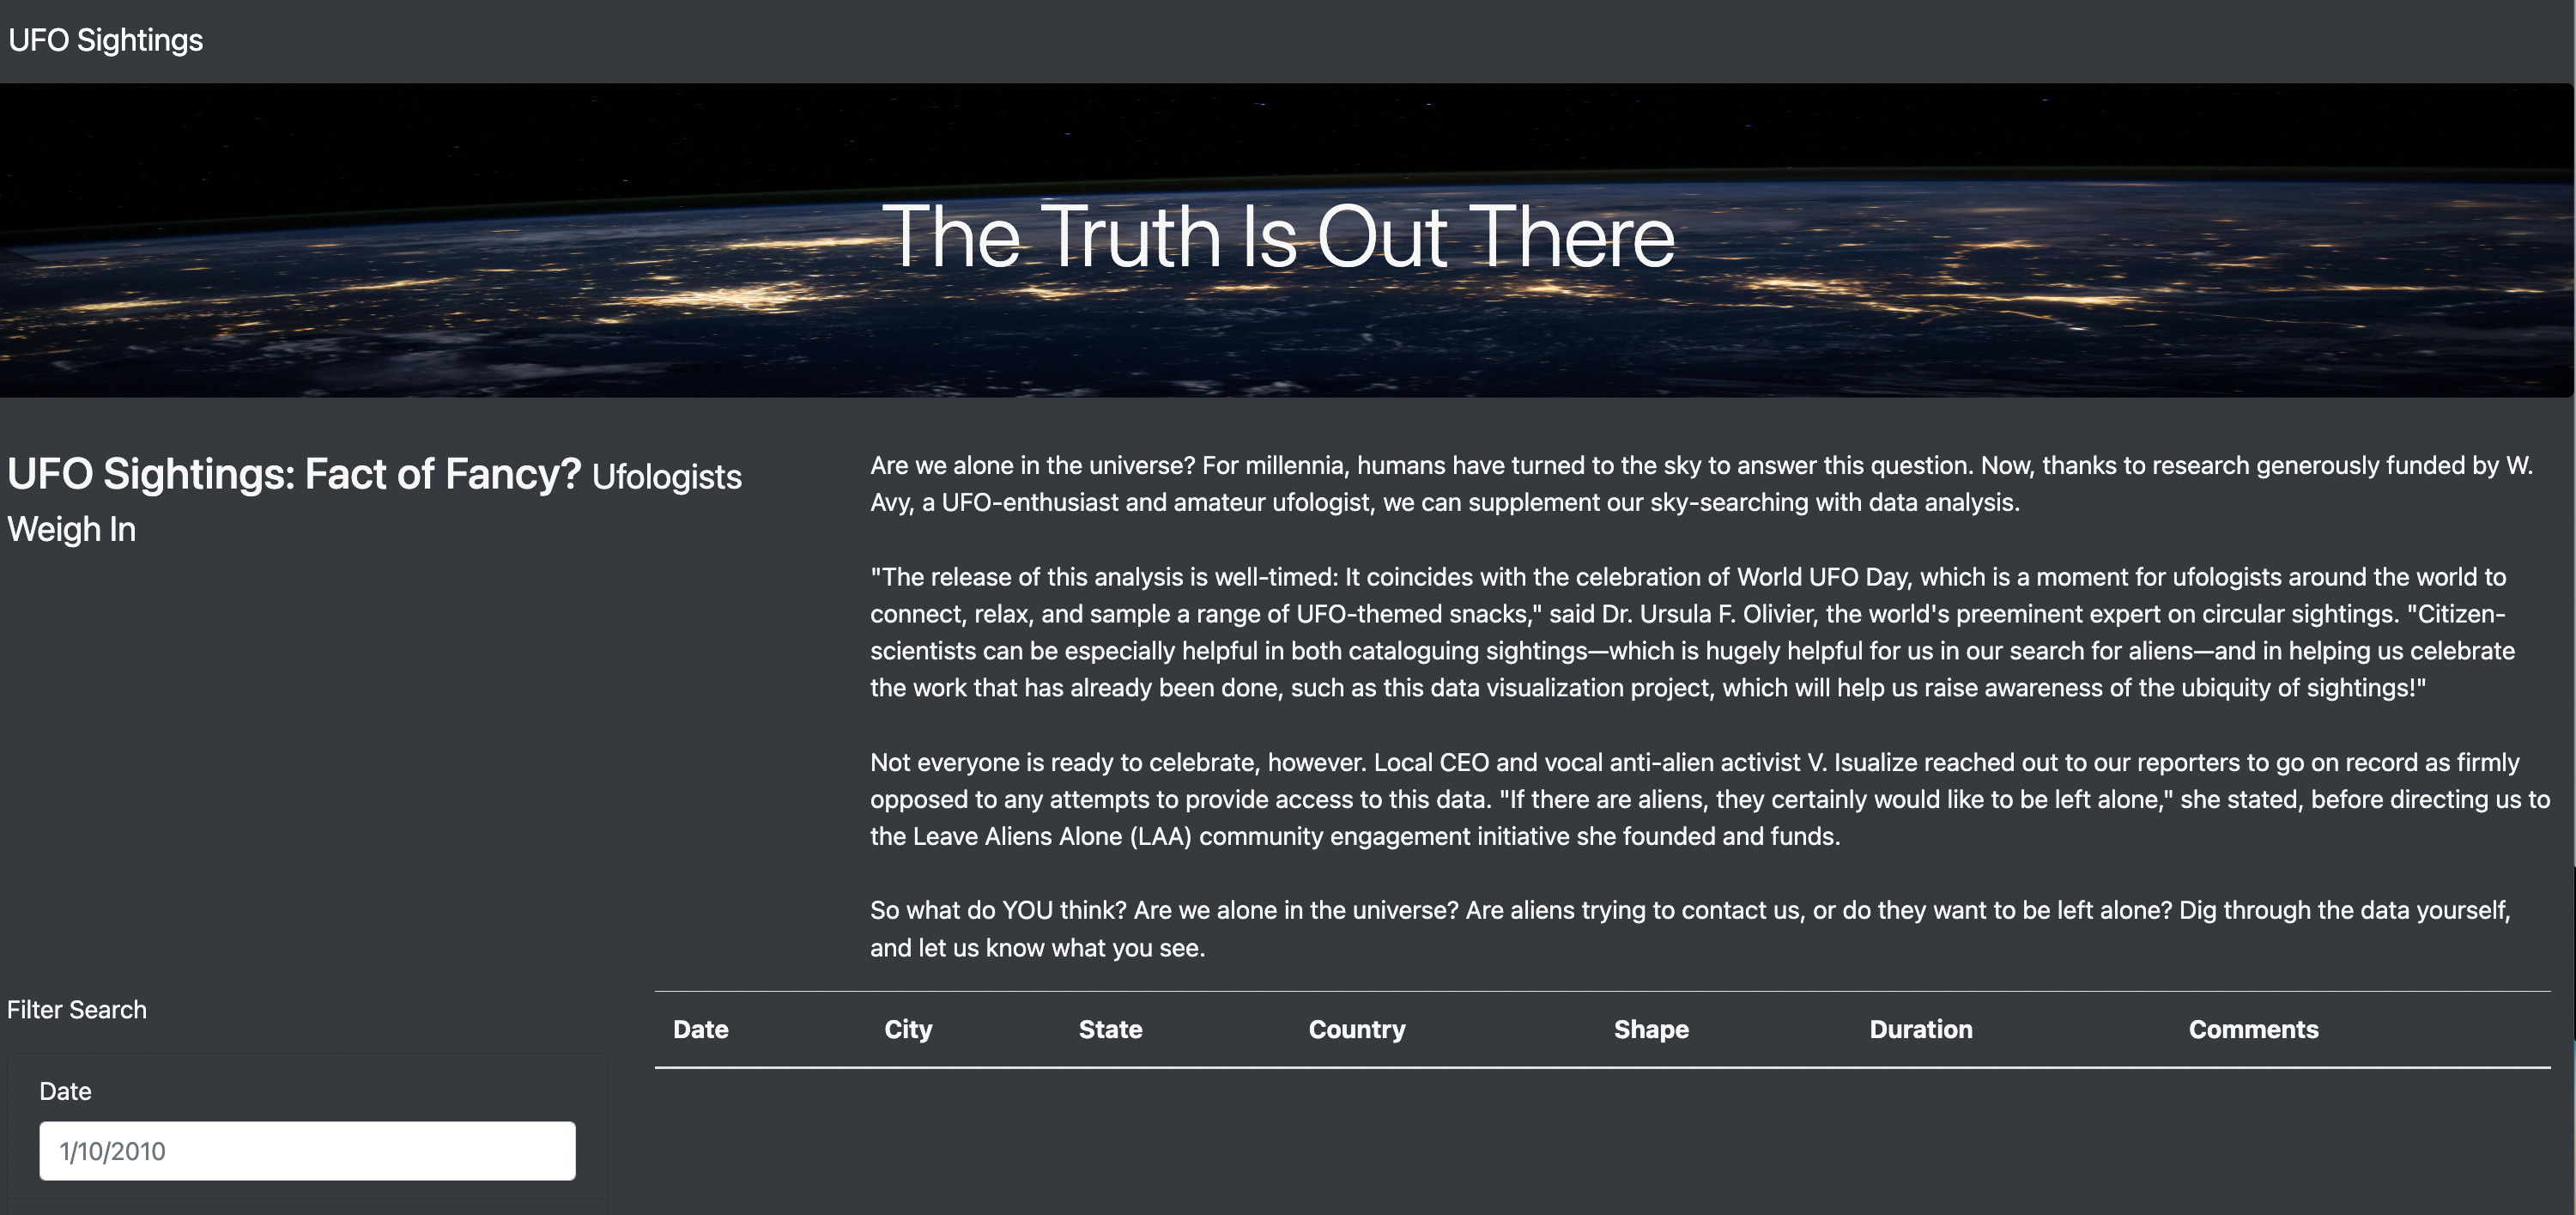 UFO Sightings
The Truth Is Out There
UFO Sightings: Fact of Fancy? Ufologists
Weigh In
Are we alone in the universe? For millennia, humans have turned to the sky to answer this question. Now, thanks to research generously funded by W.
Avy, a UFO-enthusiast and amateur ufologist, we can supplement our sky-searching with data analysis.
"The release of this analysis is well-timed: It coincides with the celebration of World UFO Day, which is a moment for ufologists around the world to
connect, relax, and sample a range of UFO-themed snacks," said Dr. Ursula F. Olivier, the world's preeminent expert on circular sightings. "Citizen-
scientists can be especially helpful in both cataloguing sightings—which is hugely helpful for us in our search for aliens—and in helping us celebrate
the work that has already been done, such as this data visualization project, which will help us raise awareness of the ubiquity of sightings!"
Not everyone is ready to celebrate, however. Local CEO and vocal anti-alien activist V. Isualize reached out to our reporters to go on record as firmly
opposed to any attempts to provide access to this data. "If there are aliens, they certainly would like to be left alone," she stated, before directing us to
the Leave Aliens Alone (LAA) community engagement initiative she founded and funds.
So what do YOU think? Are we alone in the universe? Are aliens trying to contact us, or do they want to be left alone? Dig through the data yourself,
and let us know what you see.
Filter Search
Date
1/10/2010
Date City State Country Shape Duration Comments